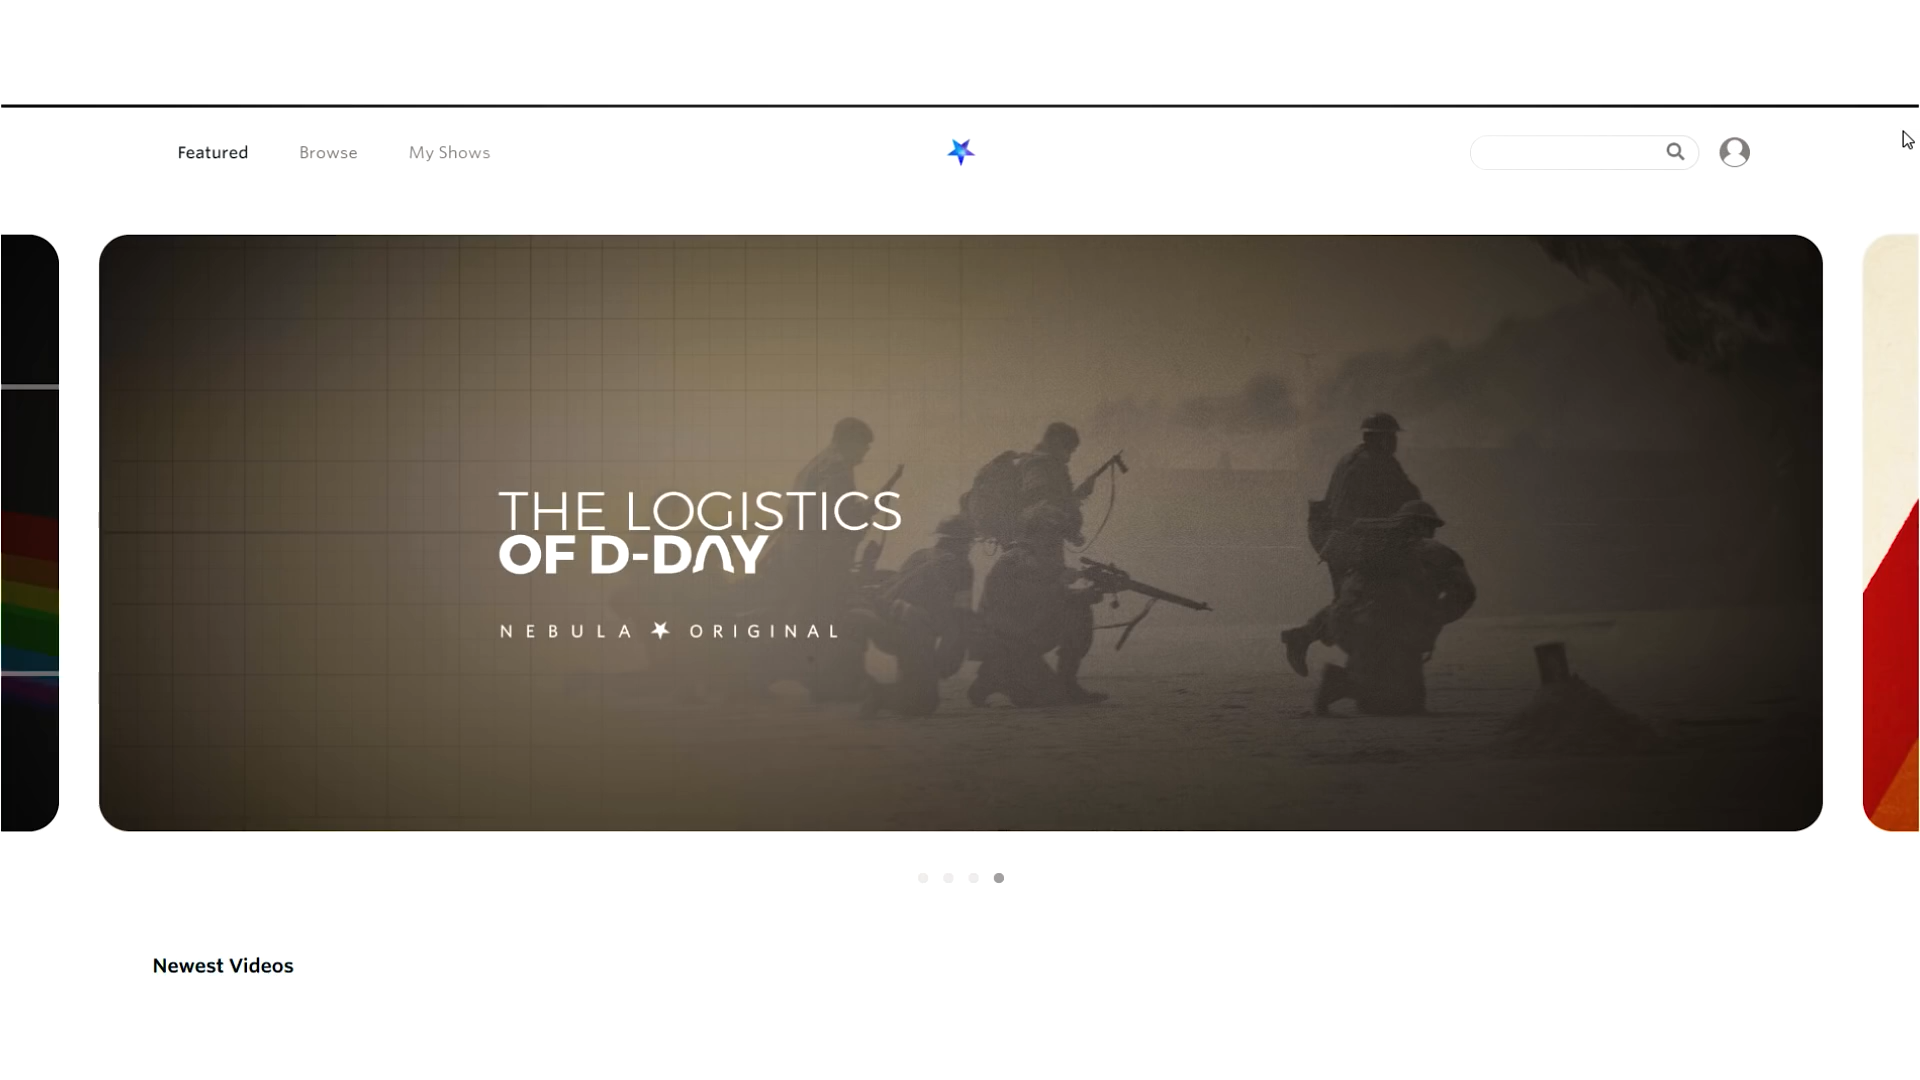 Featured
Browse
My Shows
THE LOGISTICS
OF D-DAY
NEBULA ORIGINAL
Newest Videos